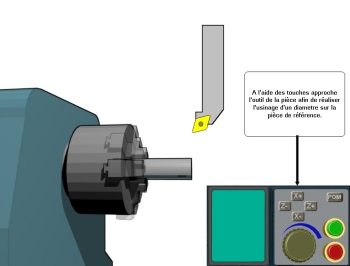 A l'aide des touches approche
l'outil de la pièce afin de réaliser
l'usinage d'un diametre sur la
pièce de référence.
X+
Z-
Z+
X-
POM